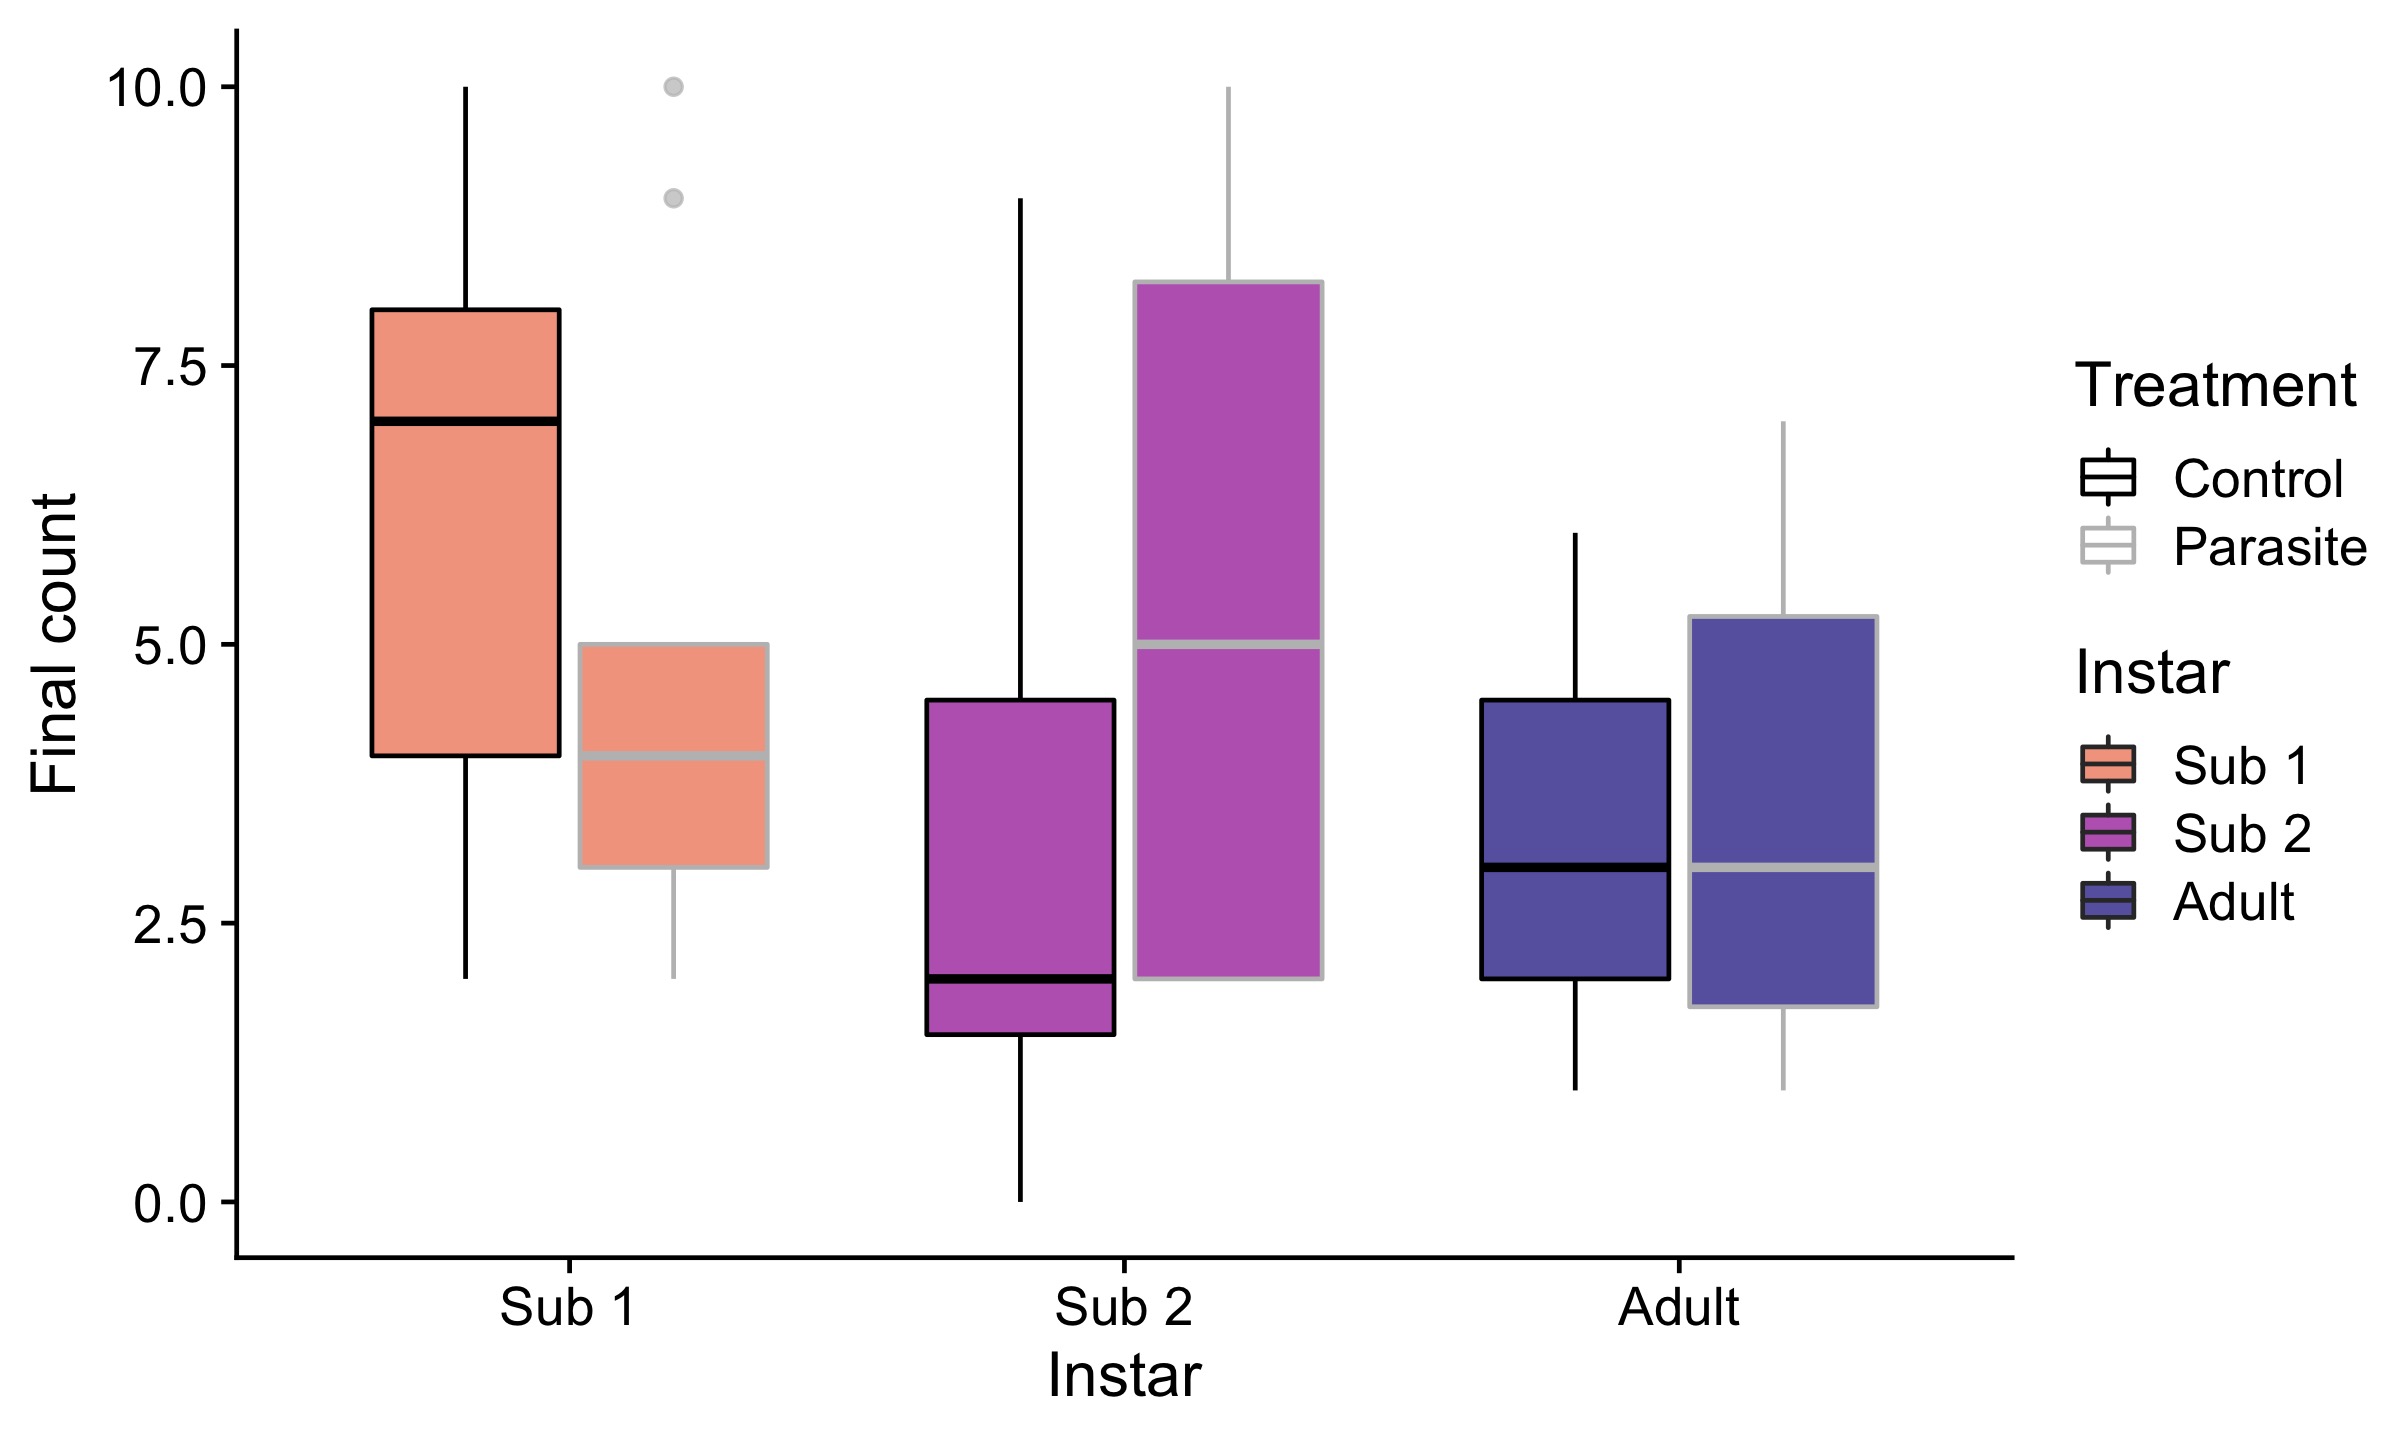 10.0
7.5
5.0
2.5
0.0
Final count
Sub 1
Sub 2
Adult
Instar
Treatment
Control
Parasite
Instar
Sub 1
Sub 2
Adult